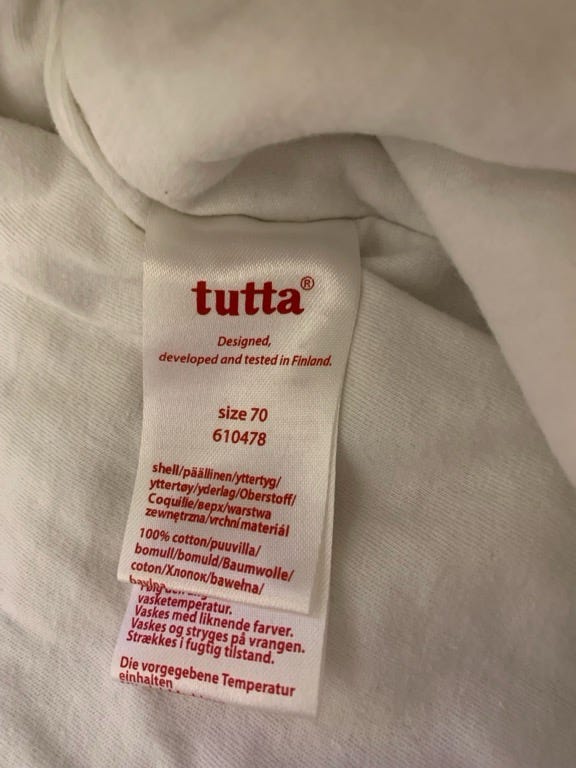 tutta®
Designed,
developed and tested in Finland.
size 70
610478
shell/päällinen/yttertyg/
yttertøy/yderlag/Oberstoff/
Coquille/верх/warstwa
zewnętrzna/vrchní materiál
100% cotton/puuvilla/
bomull/bomuld/Baumwolle/
coton/Хлопок/bawełna/
bavlna
vasketemperatur.
Vaskes med liknende farver.
Vaskes og stryges på vrangen.
Strækkes i fugtig tilstand.
Die vorgegebene Temperatur
einhalten